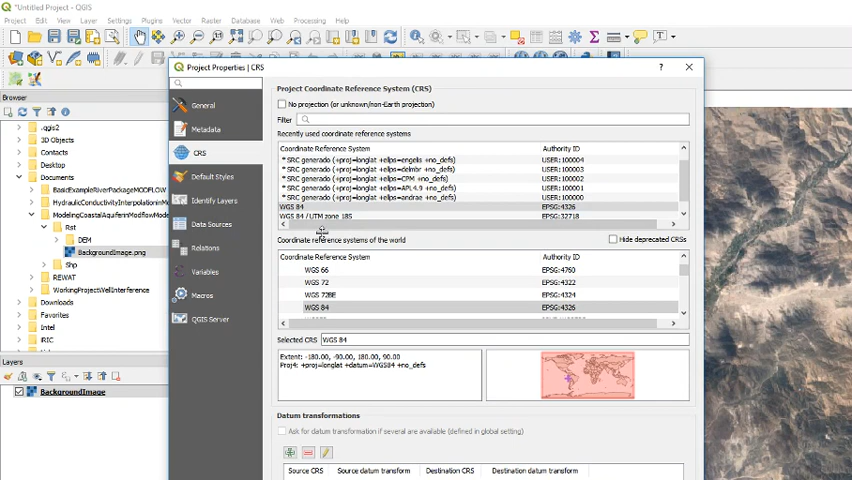 *Untitled Project - QGIS
Project Edit View Layer Settings Plugins Vector Raster Database Web Processing Help
Project Properties | CRS
?
General
Metadata
CRS
Default Styles
Identify Layers
Data Sources
Relations
Variables
Macros
QGIS Server
Project Coordinate Reference System (CRS)
No projection (or unknown/non-Earth projection)
Filter
Recently used coordinate reference systems
Coordinate Reference System Authority ID
* SRC generado (+proj=longlat +ellps=engelis +no_defs) USER:100004
* SRC generado (+proj=longlat +ellps=delmbr +no_defs) USER:100003
* SRC generado (+proj=longlat +ellps=CPM +no_defs) USER:100002
* SRC generado (+proj=longlat +ellps=APL4.9 +no_defs) USER:100001
* SRC generado (+proj=longlat +ellps=andrae +no_defs) USER:100000
WGS 84 EPSG:4326
WGS 84 / UTM zone 18S EPSG:32718
Coordinate reference systems of the world
Hide deprecated CRSs
Coordinate Reference System Authority ID
WGS 66 EPSG:4760
WGS 72 EPSG:4322
WGS 72BE EPSG:4324
WGS 84 EPSG:4326
Selected CRS WGS 84
Extent: -180.00, -90.00, 180.00, 90.00
Proj4: +proj=longlat +datum=WGS84 +no_defs
Datum transformations
Ask for datum transformation if several are available (defined in global setting)
Source CRS Source datum transform Destination CRS Destination datum transform
Browser
.qgis2
3D Objects
Contacts
Desktop
Documents
BasicExampleRiverPackageMODFLOW
HydraulicConductivityInterpolationinM
ModelingCoastalAquiferinModflowMode
Rst
DEM
BackgroundImage.png
Shp
REWAT
WorkingProjectWellInterference
Downloads
Favorites
Intel
iRIC
Layers
BackgroundImage